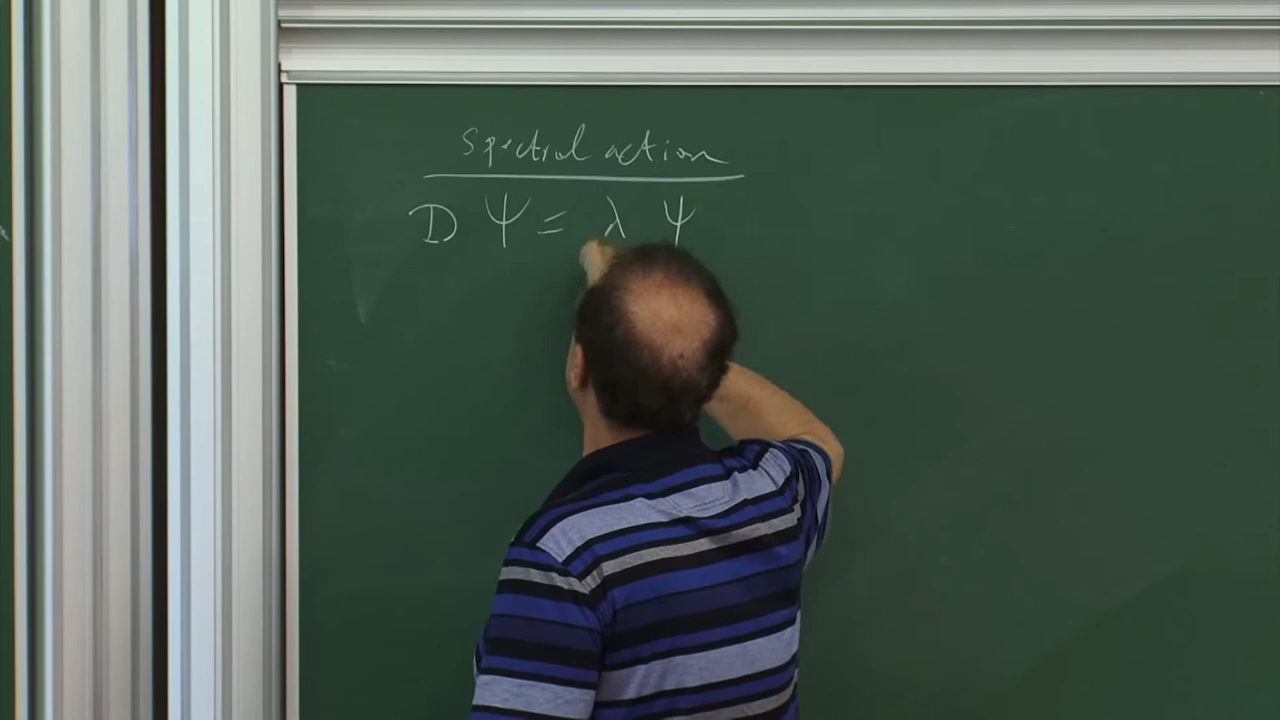 Spectral action
D Ψ = λ Ψ